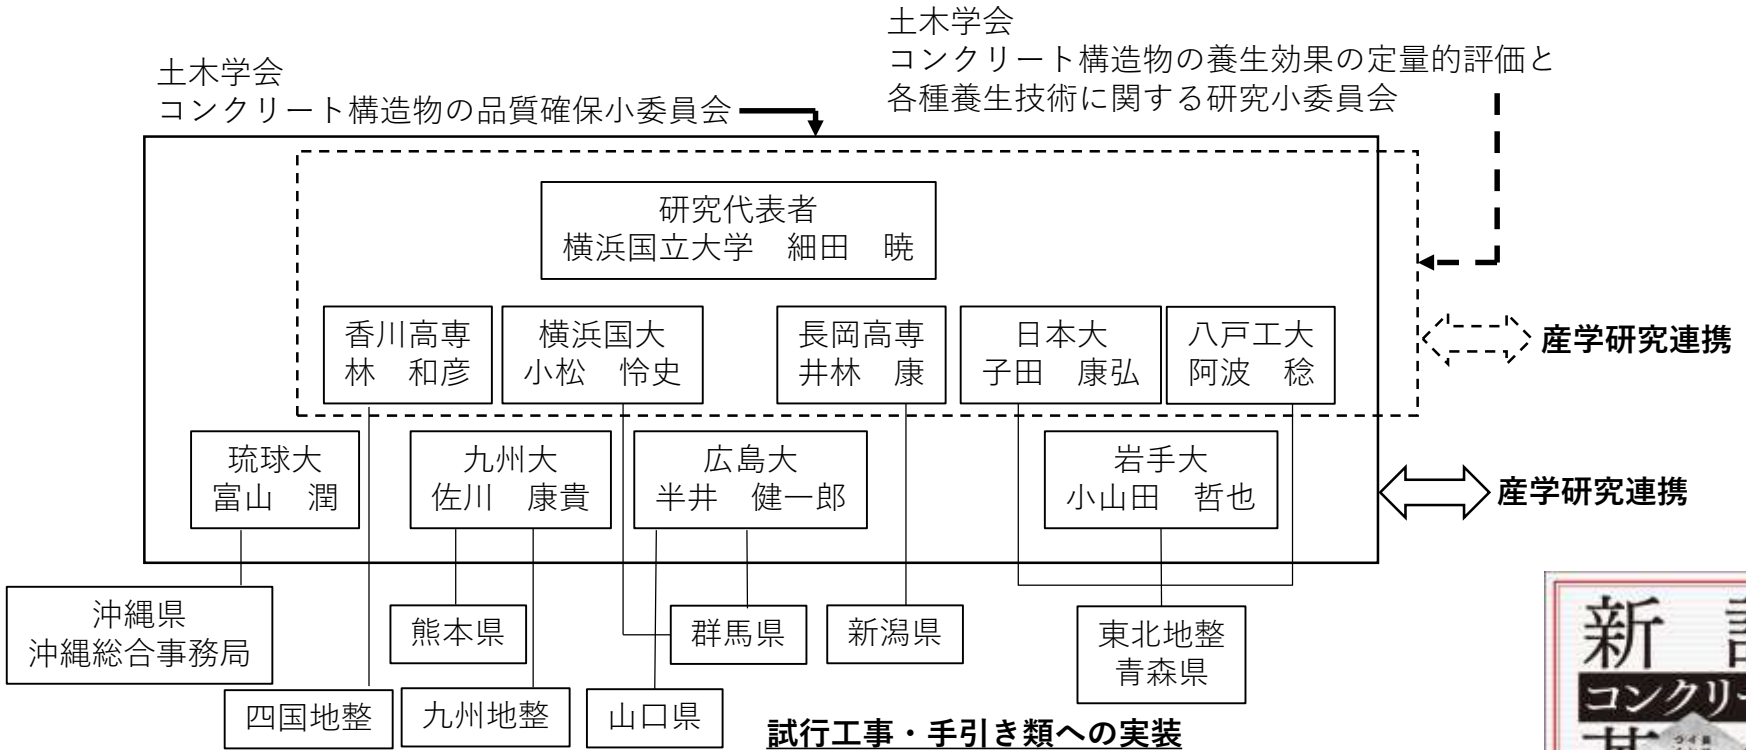 土木学会
コンクリート構造物の品質確保小委員会
土木学会
コンクリート構造物の養生効果の定量的評価と
各種養生技術に関する研究小委員会
研究代表者
横浜国立大学　細田　暁
香川高専
林　和彦
横浜国大
小松　怜史
長岡高専
井林　康
日本大
子田　康弘
八戸工大
阿波　稔
産学研究連携
琉球大
富山　潤
九州大
佐川　康貴
広島大
半井　健一郎
岩手大
小山田　哲也
産学研究連携
沖縄県
沖縄総合事務局
熊本県
群馬県
新潟県
東北地整
青森県
四国地整
九州地整
山口県
試行工事・手引き類への実装
新
コンクリー